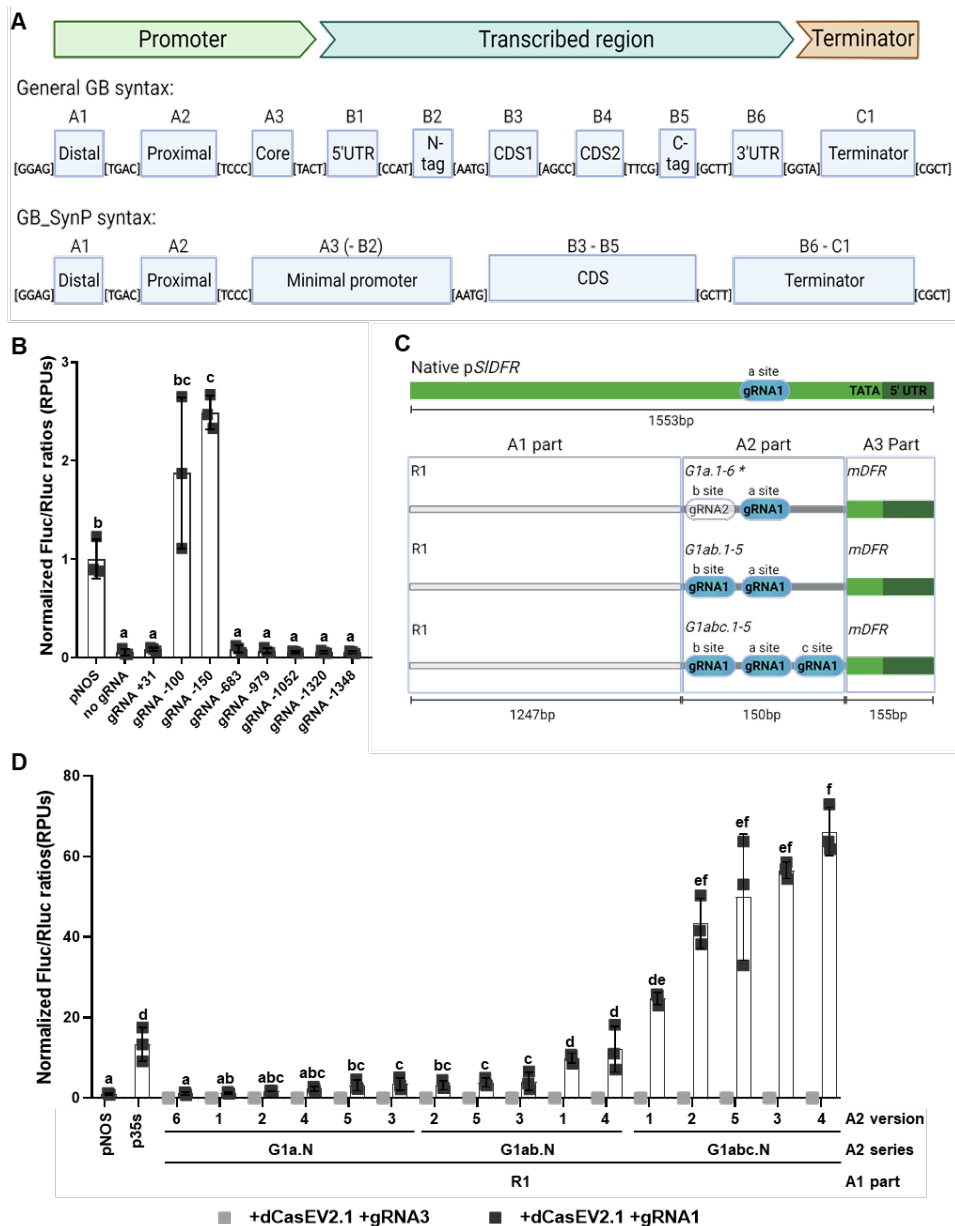 A
Promoter Transcribed region Terminator
General GB syntax:
A1 A2 A3 B1 B2 B3 B4 B5 B6 C1
Distal Proximal Core 5'UTR N-tag CDS1 CDS2 C-tag 3'UTR Terminator
[GGAG] [TGAC] [TCCC] [TACT] [CCAT] [AATG] [AGCC] [TTCG] [GCTT] [GGTA] [CGCT]
GB_SynP syntax:
A1 A2 A3 (- B2) B3 - B5 B6 - C1
Distal Proximal Minimal promoter CDS Terminator
[GGAG] [TGAC] [TCCC] [AATG] [GCTT] [CGCT]
B
Normalized Fluc/Rluc ratios (RPUs)
3
2
1
0
b a a bc c a a a a a
pNOS
no gRNA
gRNA +31
gRNA -100
gRNA -150
gRNA -683
gRNA -979
gRNA -1052
gRNA -1320
gRNA -1348
C
Native pSlDFR
a site
gRNA1 TATA 5' UTR
1553bp
A1 part A2 part A3 Part
R1 G1a.1-6 * mDFR
b site a site
gRNA2 gRNA1
R1 G1ab.1-5 mDFR
b site a site
gRNA1 gRNA1
R1 G1abc.1-5 mDFR
b site a site c site
gRNA1 gRNA1 gRNA1
1247bp 150bp 155bp
D
Normalized Fluc/Rluc ratios(RPUs)
80
60
40
20
0
a d a ab abc abc bc c bc c c d d de ef ef ef f
pNOS p35s 6 1 2 4 5 3 2 5 3 1 4 1 2 5 3 4 A2 version
G1a.N G1ab.N G1abc.N A2 series
R1 A1 part
+dCasEV2.1 +gRNA3 +dCasEV2.1 +gRNA1